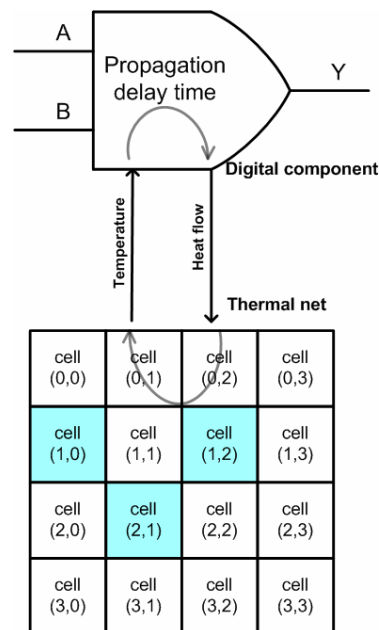 A
Propagation
delay time
Y
B
Digital component
Temperature
Heat flow
Thermal net
cell cell cell cell
(0,0) (0,1) (0,2) (0,3)
cell cell cell cell
(1,0) (1,1) (1,2) (1,3)
cell cell cell cell
(2,0) (2,1) (2,2) (2,3)
cell cell cell cell
(3,0) (3,1) (3,2) (3,3)